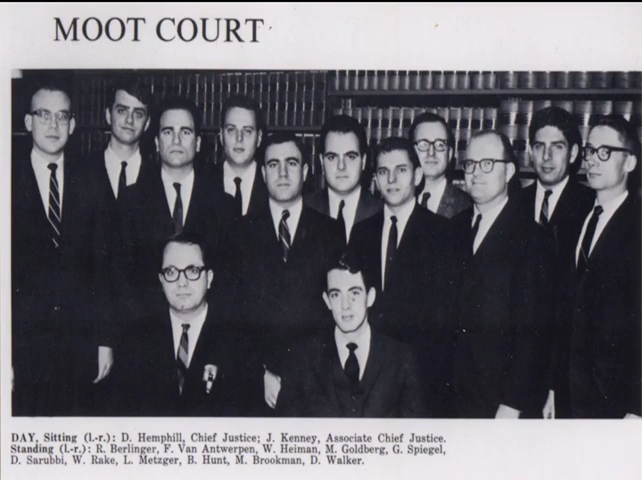 MOOT COURT
DAY, Sitting (l.-r.): D. Hemphill, Chief Justice; J. Kenney, Associate Chief Justice.
Standing (l.-r.): R. Berlinger, F. Van Antwerpen, W. Heiman, M. Goldberg, G. Spiegel,
D. Sarubbi, W. Rake, L. Metzger, B. Hunt, M. Brookman, D. Walker.